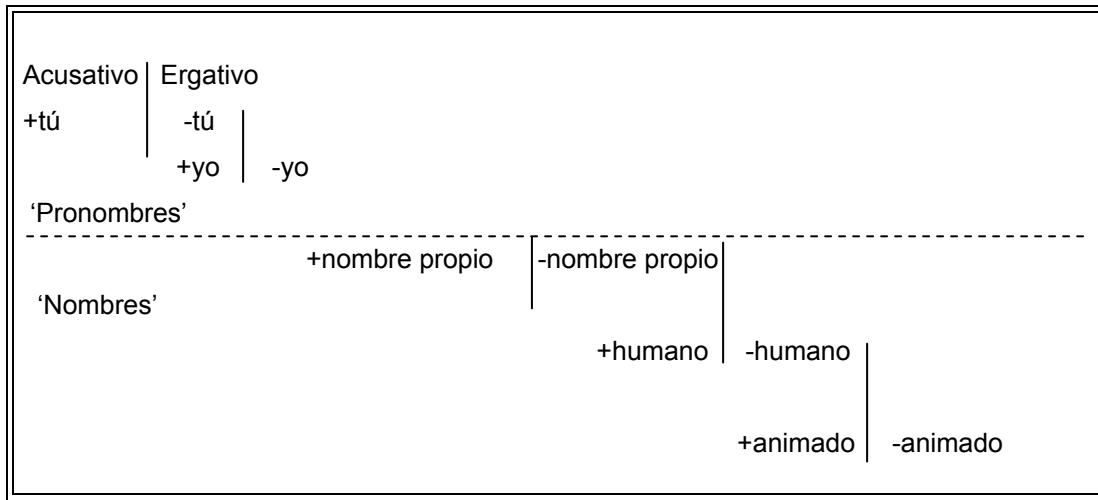 Acusativo Ergativo
+tú -tú
+yo -yo
‘Pronombres’
+nombre propio -nombre propio
‘Nombres’
+humano -humano
+animado -animado